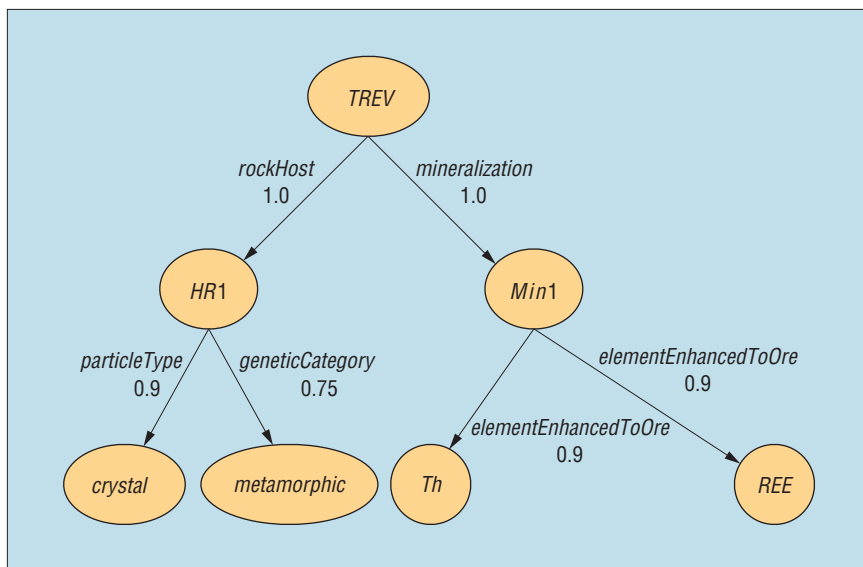 TREV
rockHost
1.0
mineralization
1.0
HR1
Min1
particleType
0.9
geneticCategory
0.75
elementEnhancedToOre
0.9
elementEnhancedToOre
0.9
crystal
metamorphic
Th
REE